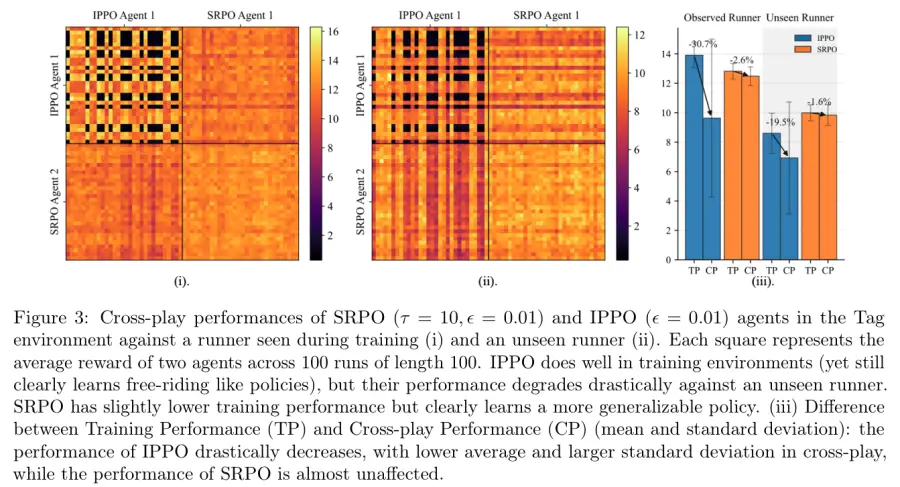 IPPO Agent 1 SRPO Agent 1
IPPO Agent 1
SRPO Agent 2
16
14
12
10
8
6
4
2
(i).
IPPO Agent 1 SRPO Agent 1
IPPO Agent 1
SRPO Agent 2
12
10
8
6
4
2
(ii).
Observed Runner Unseen Runner
IPPO
SRPO
-30.7%
-2.6%
-19.5%
-1.6%
14
12
10
8
6
4
2
0
TP CP TP CP TP CP TP CP
(iii).
Figure 3: Cross-play performances of SRPO (τ = 10, ϵ = 0.01) and IPPO (ϵ = 0.01) agents in the Tag
environment against a runner seen during training (i) and an unseen runner (ii). Each square represents the
average reward of two agents across 100 runs of length 100. IPPO does well in training environments (yet still
clearly learns free-riding like policies), but their performance degrades drastically against an unseen runner.
SRPO has slightly lower training performance but clearly learns a more generalizable policy. (iii) Difference
between Training Performance (TP) and Cross-play Performance (CP) (mean and standard deviation): the
performance of IPPO drastically decreases, with lower average and larger standard deviation in cross-play,
while the performance of SRPO is almost unaffected.